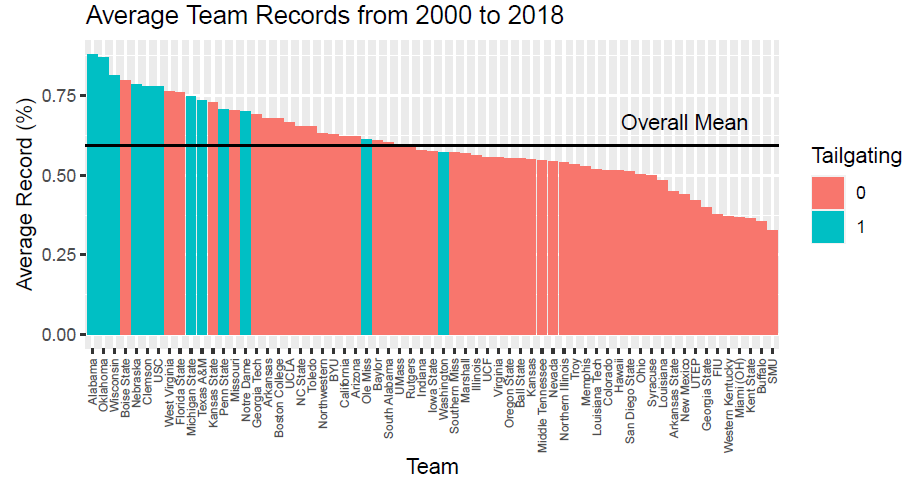 Average Team Records from 2000 to 2018
Average Record (%)
0.75
0.50
0.25
0.00
Overall Mean
Tailgating
0
1
Alabama
Oklahoma
Wisconsin
Boise State
Nebraska
Clemson
USC
West Virginia
Florida State
Michigan State
Texas A&M
Kansas State
Penn State
Missouri
Notre Dame
Georgia Tech
Arkansas
Boston College
UCLA
NC State
Toledo
Northwestern
BYU
California
Arizona
Ole Miss
Baylor
South Alabama
UMass
Rutgers
Indiana
Iowa State
Washington
Southern Miss
Marshall
Illinois
UCF
Virginia
Oregon State
Ball State
Kansas
Middle Tennessee
Nevada
Northern Illinois
Troy
Memphis
Louisiana Tech
Colorado
Hawaii
San Diego State
Ohio
Syracuse
Louisiana
Arkansas State
New Mexico
UTEP
Georgia State
FIU
Western Kentucky
Miami (OH)
Kent State
Buffalo
SMU
Team